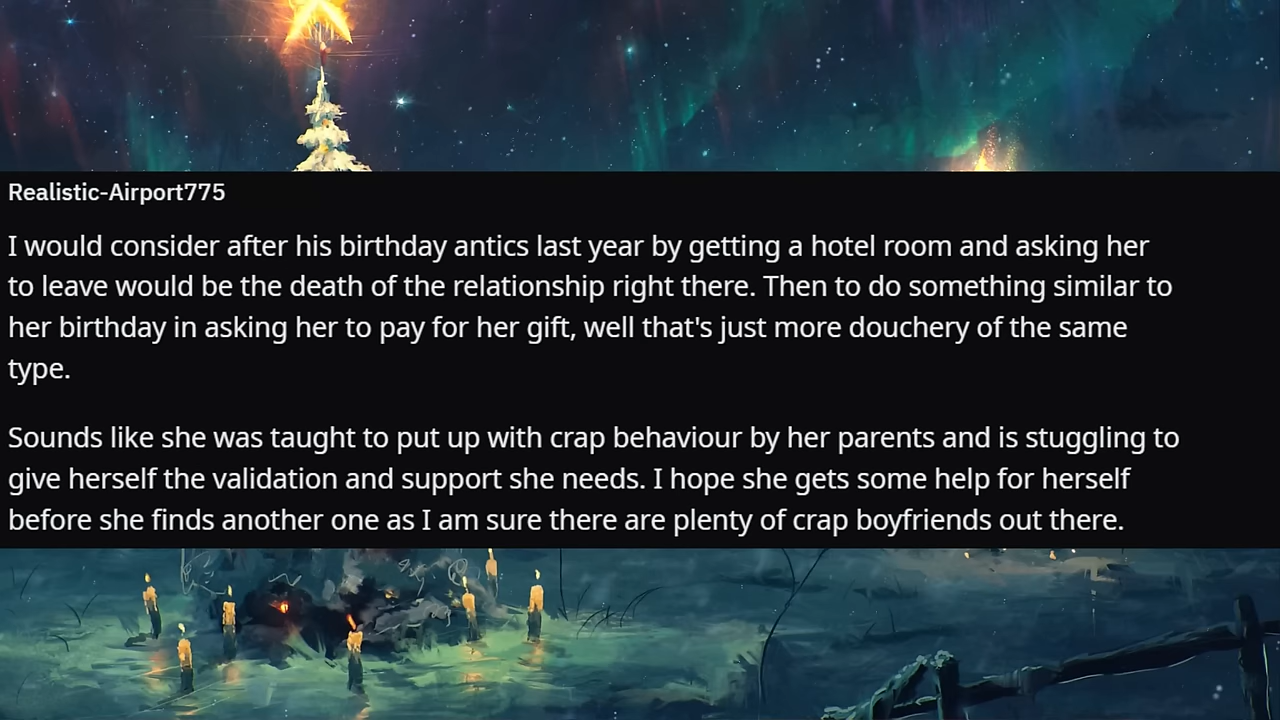 Realistic-Airport775
I would consider after his birthday antics last year by getting a hotel room and asking her
to leave would be the death of the relationship right there. Then to do something similar to
her birthday in asking her to pay for her gift, well that's just more douchery of the same
type.
Sounds like she was taught to put up with crap behaviour by her parents and is stuggling to
give herself the validation and support she needs. I hope she gets some help for herself
before she finds another one as I am sure there are plenty of crap boyfriends out there.